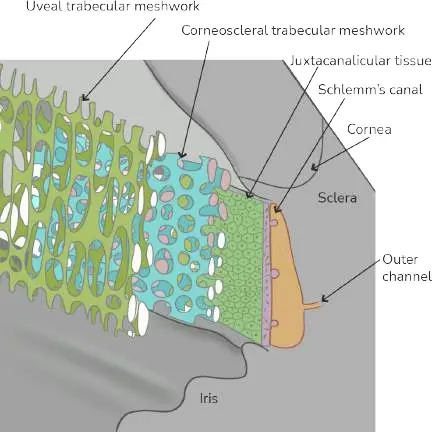 Uveal trabecular meshwork
Corneoscleral trabecular meshwork
Juxtacanalicular tissue
Schlemm's canal
Cornea
Sclera
Outer
channel
Iris